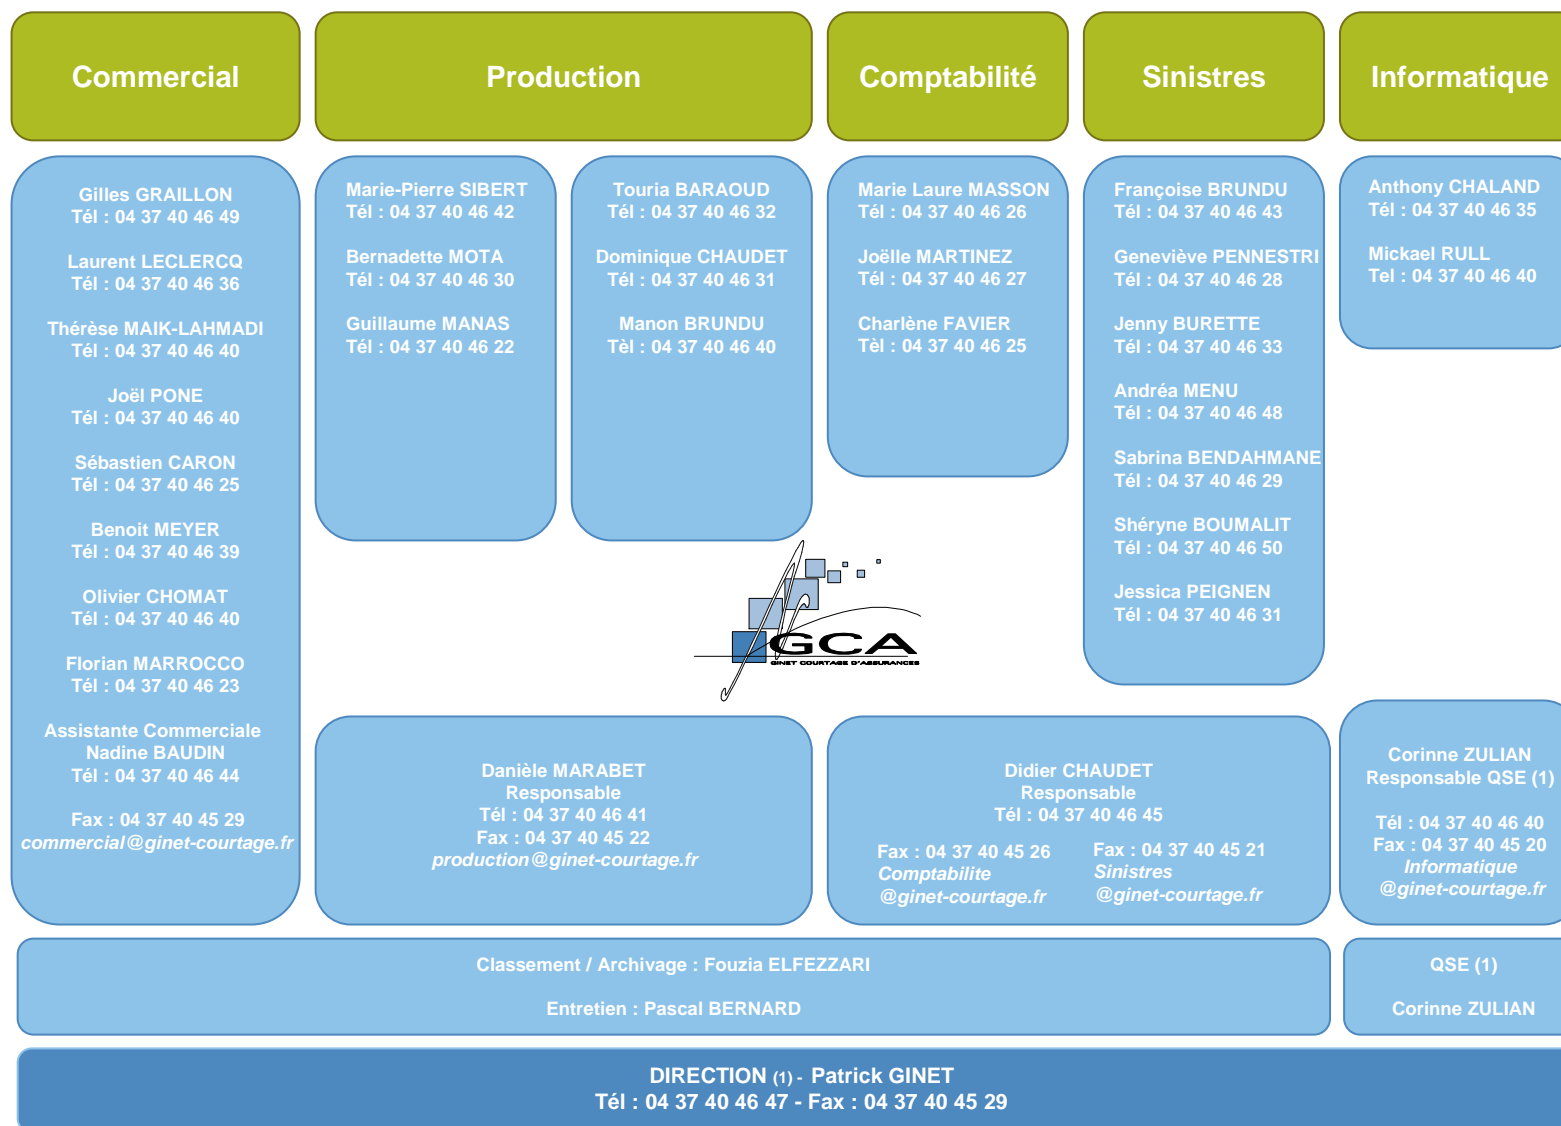 Commercial
Production
Comptabilité
Sinistres
Informatique
Gilles GRAILLON
Tél : 04 37 40 46 49
Laurent LECLERCQ
Tél : 04 37 40 46 36
Thérèse MAIK-LAHMADI
Tél : 04 37 40 46 40
Joël PONE
Tél : 04 37 40 46 40
Sébastien CARON
Tél : 04 37 40 46 25
Benoit MEYER
Tél : 04 37 40 46 39
Olivier CHOMAT
Tél : 04 37 40 46 40
Florian MARROCCO
Tél : 04 37 40 46 23
Assistante Commerciale
Nadine BAUDIN
Tél : 04 37 40 46 44
Fax : 04 37 40 45 29
commercial@ginet-courtage.fr
Marie-Pierre SIBERT
Tél : 04 37 40 46 42
Bernadette MOTA
Tél : 04 37 40 46 30
Guillaume MANAS
Tél : 04 37 40 46 22
Touria BARAOUD
Tél : 04 37 40 46 32
Dominique CHAUDET
Tél : 04 37 40 46 31
Manon BRUNDU
Tèl : 04 37 40 46 40
Marie Laure MASSON
Tél : 04 37 40 46 26
Joëlle MARTINEZ
Tél : 04 37 40 46 27
Charlène FAVIER
Tèl : 04 37 40 46 25
Françoise BRUNDU
Tél : 04 37 40 46 43
Geneviève PENNESTRI
Tél : 04 37 40 46 28
Jenny BURETTE
Tél : 04 37 40 46 33
Andréa MENU
Tél : 04 37 40 46 48
Sabrina BENDAHMANE
Tél : 04 37 40 46 29
Shéryne BOUMALIT
Tél : 04 37 40 46 50
Jessica PEIGNEN
Tél : 04 37 40 46 31
Anthony CHALAND
Tél : 04 37 40 46 35
Mickael RULL
Tel : 04 37 40 46 40
GCA
GINET COURTAGE D'ASSURANCES
Danièle MARABET
Responsable
Tél : 04 37 40 46 41
Fax : 04 37 40 45 22
production@ginet-courtage.fr
Didier CHAUDET
Responsable
Tél : 04 37 40 46 45
Fax : 04 37 40 45 26
Comptabilite
@ginet-courtage.fr
Fax : 04 37 40 45 21
Sinistres
@ginet-courtage.fr
Corinne ZULIAN
Responsable QSE (1)
Tél : 04 37 40 46 40
Fax : 04 37 40 45 20
Informatique
@ginet-courtage.fr
Classement / Archivage : Fouzia ELFEZZARI
Entretien : Pascal BERNARD
QSE (1)
Corinne ZULIAN
DIRECTION (1) - Patrick GINET
Tél : 04 37 40 46 47 - Fax : 04 37 40 45 29